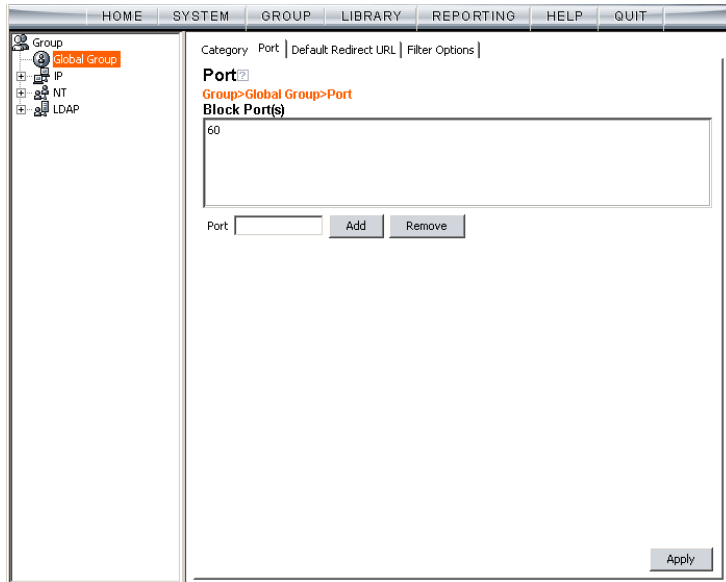 HOME SYSTEM GROUP LIBRARY REPORTING HELP QUIT
Group
Global Group
IP
NT
LDAP
Category Port Default Redirect URL Filter Options
Port ?
Group>Global Group>Port
Block Port(s)
60
Port Add Remove
Apply